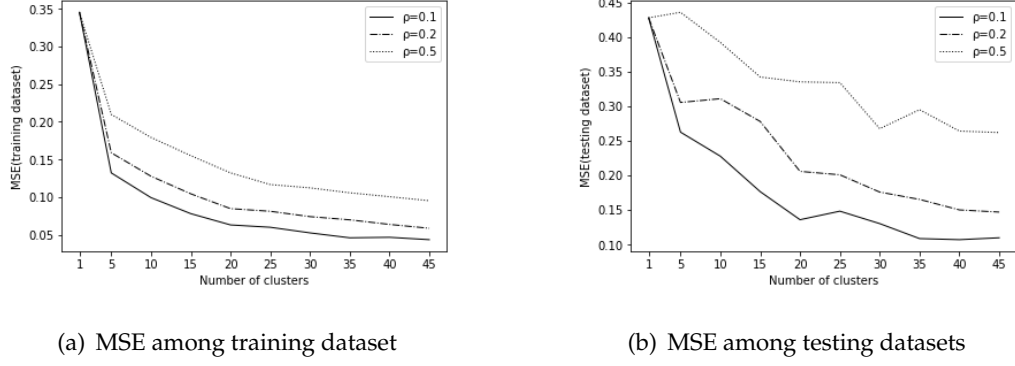 0.35
0.30
0.25
0.20
0.15
0.10
0.05
MSE(training dataset)
1 5 10 15 20 25 30 35 40 45
Number of clusters
ρ=0.1
ρ=0.2
ρ=0.5
(a) MSE among training dataset
0.45
0.40
0.35
0.30
0.25
0.20
0.15
0.10
MSE(testing dataset)
1 5 10 15 20 25 30 35 40 45
Number of clusters
ρ=0.1
ρ=0.2
ρ=0.5
(b) MSE among testing datasets